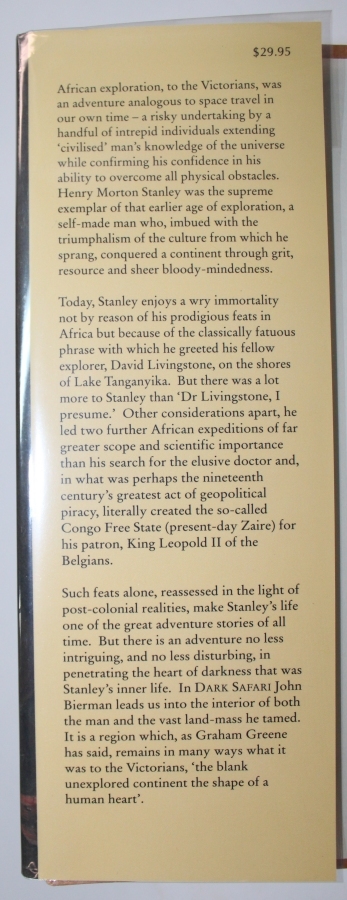 $29.95
African exploration, to the Victorians, was
an adventure analogous to space travel in
our own time – a risky undertaking by a
handful of intrepid individuals extending
‘civilised’ man’s knowledge of the universe
while confirming his confidence in his
ability to overcome all physical obstacles.
Henry Morton Stanley was the supreme
exemplar of that earlier age of exploration, a
self-made man who, imbued with the
triumphalism of the culture from which he
sprang, conquered a continent through grit,
resource and sheer bloody-mindedness.
Today, Stanley enjoys a wry immortality
not by reason of his prodigious feats in
Africa but because of the classically fatuous
phrase with which he greeted his fellow
explorer, David Livingstone, on the shores
of Lake Tanganyika. But there was a lot
more to Stanley than ‘Dr Livingstone, I
presume.’ Other considerations apart, he
led two further African expeditions of far
greater scope and scientific importance
than his search for the elusive doctor and,
in what was perhaps the nineteenth
century’s greatest act of geopolitical
piracy, literally created the so-called
Congo Free State (present-day Zaire) for
his patron, King Leopold II of the
Belgians.
Such feats alone, reassessed in the light of
post-colonial realities, make Stanley’s life
one of the great adventure stories of all
time. But there is an adventure no less
intriguing, and no less disturbing, in
penetrating the heart of darkness that was
Stanley’s inner life. In DARK SAFARI John
Bierman leads us into the interior of both
the man and the vast land-mass he tamed.
It is a region which, as Graham Greene
has said, remains in many ways what it
was to the Victorians, ‘the blank
unexplored continent the shape of a
human heart’.